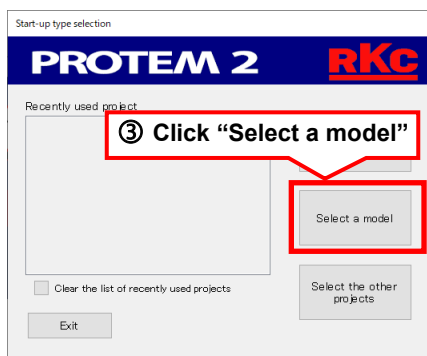 Start-up type selection
PROTEM 2
RKC
Recently used project
③ Click “Select a model”
Select a model
Clear the list of recently used projects
Select the other
projects
Exit